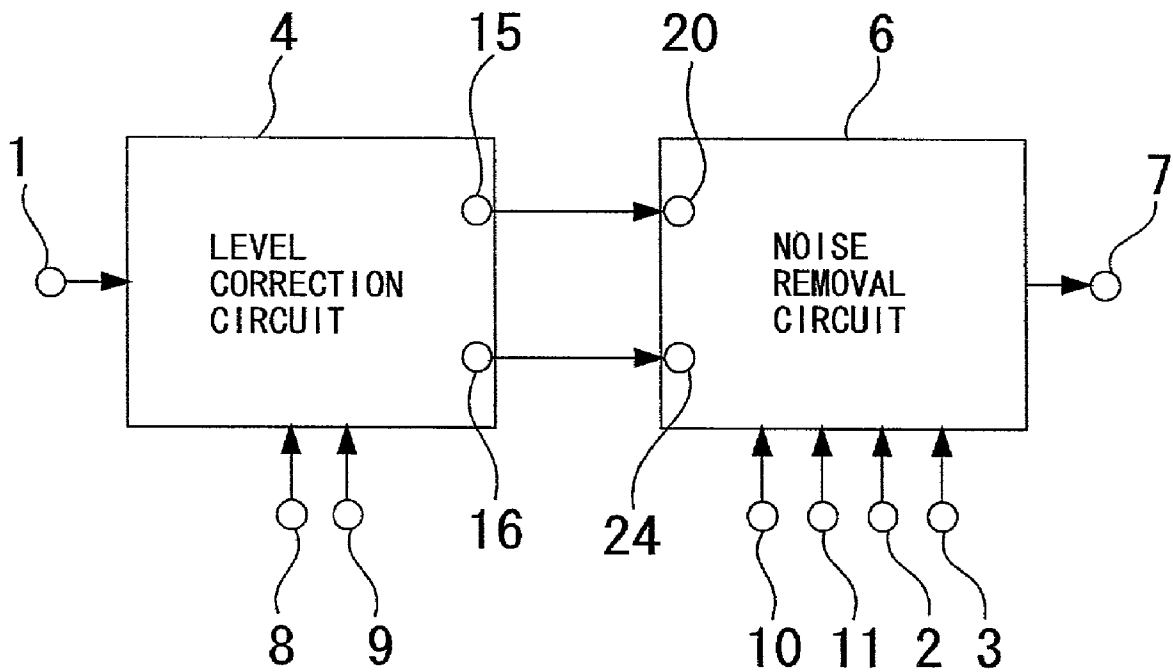 4
15
20
6
1
7
LEVEL
CORRECTION
CIRCUIT
NOISE
REMOVAL
CIRCUIT
16
24
8
9
10
11
2
3